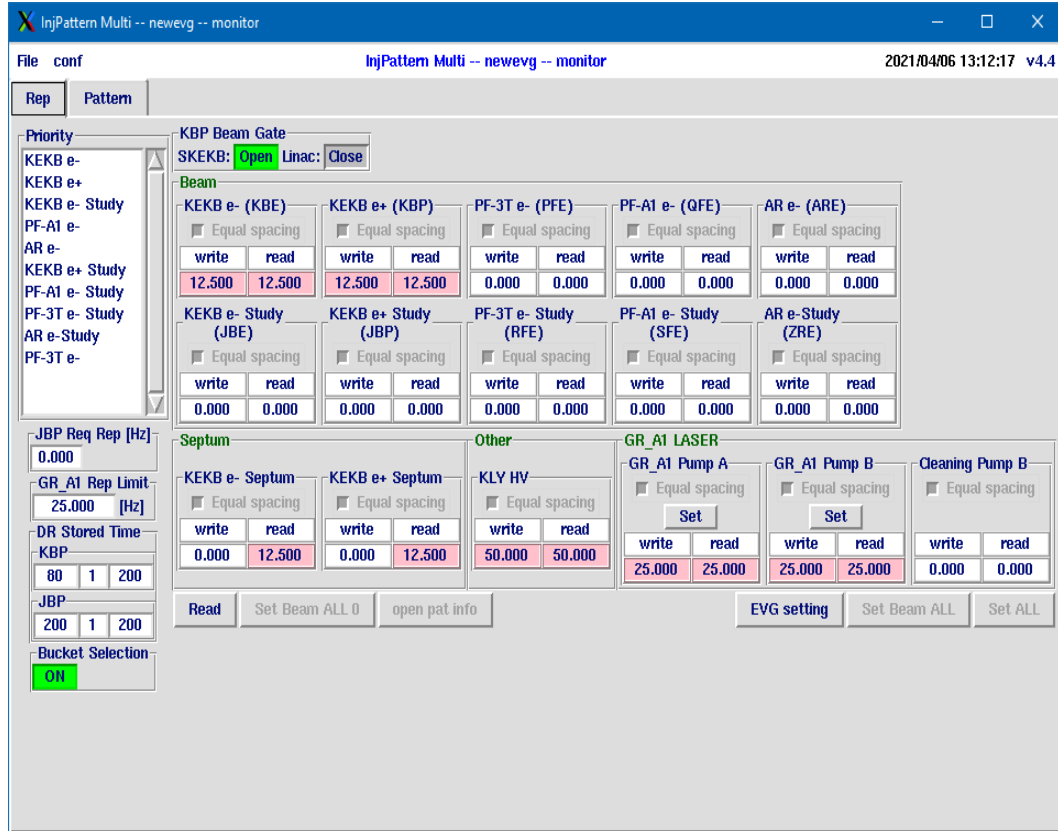 InjPattern Multi -- newevg -- monitor
File conf InjPattern Multi -- newevg -- monitor 2021/04/06 13:12:17 v4.4
Rep Pattern
Priority
KEKB e-
KEKB e+
KEKB e- Study
PF-A1 e-
AR e-
KEKB e+ Study
PF-A1 e- Study
PF-3T e- Study
AR e-Study
PF-3T e-
JBP Req Rep [Hz]
0.000
GR_A1 Rep Limit
25.000 [Hz]
DR Stored Time
KBP
80 1 200
JBP
200 1 200
Bucket Selection
ON
KBP Beam Gate
SKEKB: Open Linac: Close
Beam
KEKB e- (KBE) KEKB e+ (KBP) PF-3T e- (PFE) PF-A1 e- (QFE) AR e- (ARE)
Equal spacing Equal spacing Equal spacing Equal spacing Equal spacing
write read write read write read write read write read
12.500 12.500 12.500 12.500 0.000 0.000 0.000 0.000 0.000 0.000
KEKB e- Study KEKB e+ Study PF-3T e- Study PF-A1 e- Study AR e-Study
(JBE) (JBP) (RFE) (SFE) (ZRE)
Equal spacing Equal spacing Equal spacing Equal spacing Equal spacing
write read write read write read write read write read
0.000 0.000 0.000 0.000 0.000 0.000 0.000 0.000 0.000 0.000
Septum
KEKB e- Septum KEKB e+ Septum
Equal spacing Equal spacing
write read write read
0.000 12.500 0.000 12.500
Other
KLY HV
Equal spacing
write read
50.000 50.000
GR_A1 LASER
GR_A1 Pump A GR_A1 Pump B Cleaning Pump B
Equal spacing Equal spacing Equal spacing
Set Set
write read write read write read
25.000 25.000 25.000 25.000 0.000 0.000
Read Set Beam ALL 0 open pat info EVG setting Set Beam ALL Set ALL